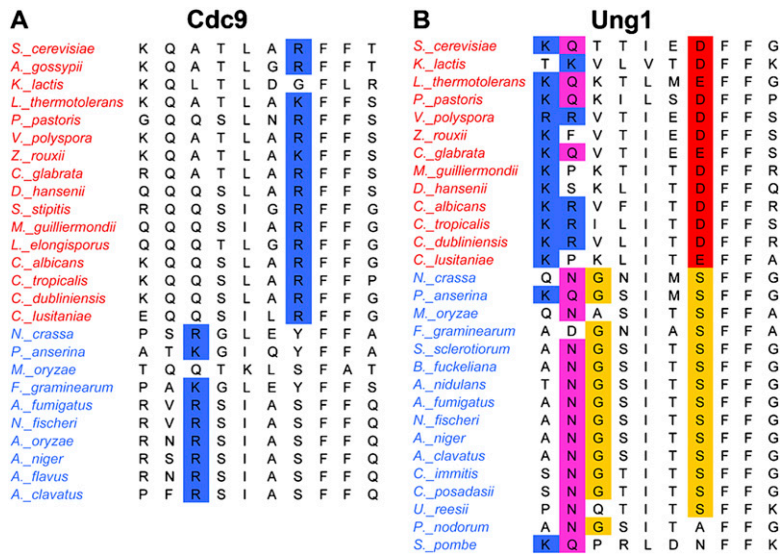 A Cdc9
S._cerevisiae K Q A T L A R F F T
A._gossypii K Q A T L G R F F T
K._lactis K Q L T L D G F L R
L._thermotolerans K Q A T L A K F F S
P._pastoris G Q Q S L N R F F S
V._polyspora K Q A T L A R F F S
Z._rouxii K Q A T L A K F F S
C._glabrata R Q A T L A R F F S
D._hansenii Q Q Q S L A R F F S
S._stipitis R Q Q S I G R F F G
M._guilliermondii Q Q Q S I A R F F G
L._elongisporus Q Q Q T L G R F F G
C._albicans K Q Q S I A R F F G
C._tropicalis K Q Q S I A R F F P
C._dubliniensis K Q Q S I A R F F G
C._lusitaniae E Q Q S I L R F F G
N._crassa P S R G L E Y F F A
P._anserina A T K G I Q Y F F A
M._oryzae T Q Q T K L S F A T
F._graminearum P A K G L E Y F F S
A._fumigatus R V R S I A S F F Q
N._fischeri R V R S I A S F F Q
A._oryzae R N R S I A S F F Q
A._niger R S R S I A S F F Q
A._flavus R N R S I A S F F Q
A._clavatus P F R S I A S F F Q
B Ung1
S._cerevisiae K Q T T I E D F F G
K._lactis T K V L V T D F F G
L._thermotolerans K Q K T L M E F F G
P._pastoris K Q K I L S D F F P
V._polyspora R R V T I E D F F S
Z._rouxii K F V T I E D F F S
C._glabrata K Q V T I E E F F S
M._guilliermondii K P K T I T D F F R
D._hansenii K S K L I T D F F Q
C._albicans K R V F I T D F F R
C._tropicalis K R I L I T D F F S
C._dubliniensis K R V L I T D F F R
C._lusitaniae K P K L I T E F F A
N._crassa Q N G N I M S F F G
P._anserina K Q G S I M S F F G
M._oryzae Q N A S I T S F F A
F._graminearum A D G N I A S F F A
S._sclerotiorum A N G S I T S F F G
B._fuckeliana A N G S I T S F F G
A._nidulans T N G S I T S F F G
A._fumigatus A N G S I T S F F G
N._fischeri A N G S I T S F F G
A._niger A N G S I T S F F G
A._clavatus A N G S I T S F F G
C._immitis S N G T I T S F F G
C._posadasii S N G T I T S F F G
U._reesii P N Q T I T S F F K
P._nodorum A N G S I T A F F G
S._pombe K Q P R L D N F F K